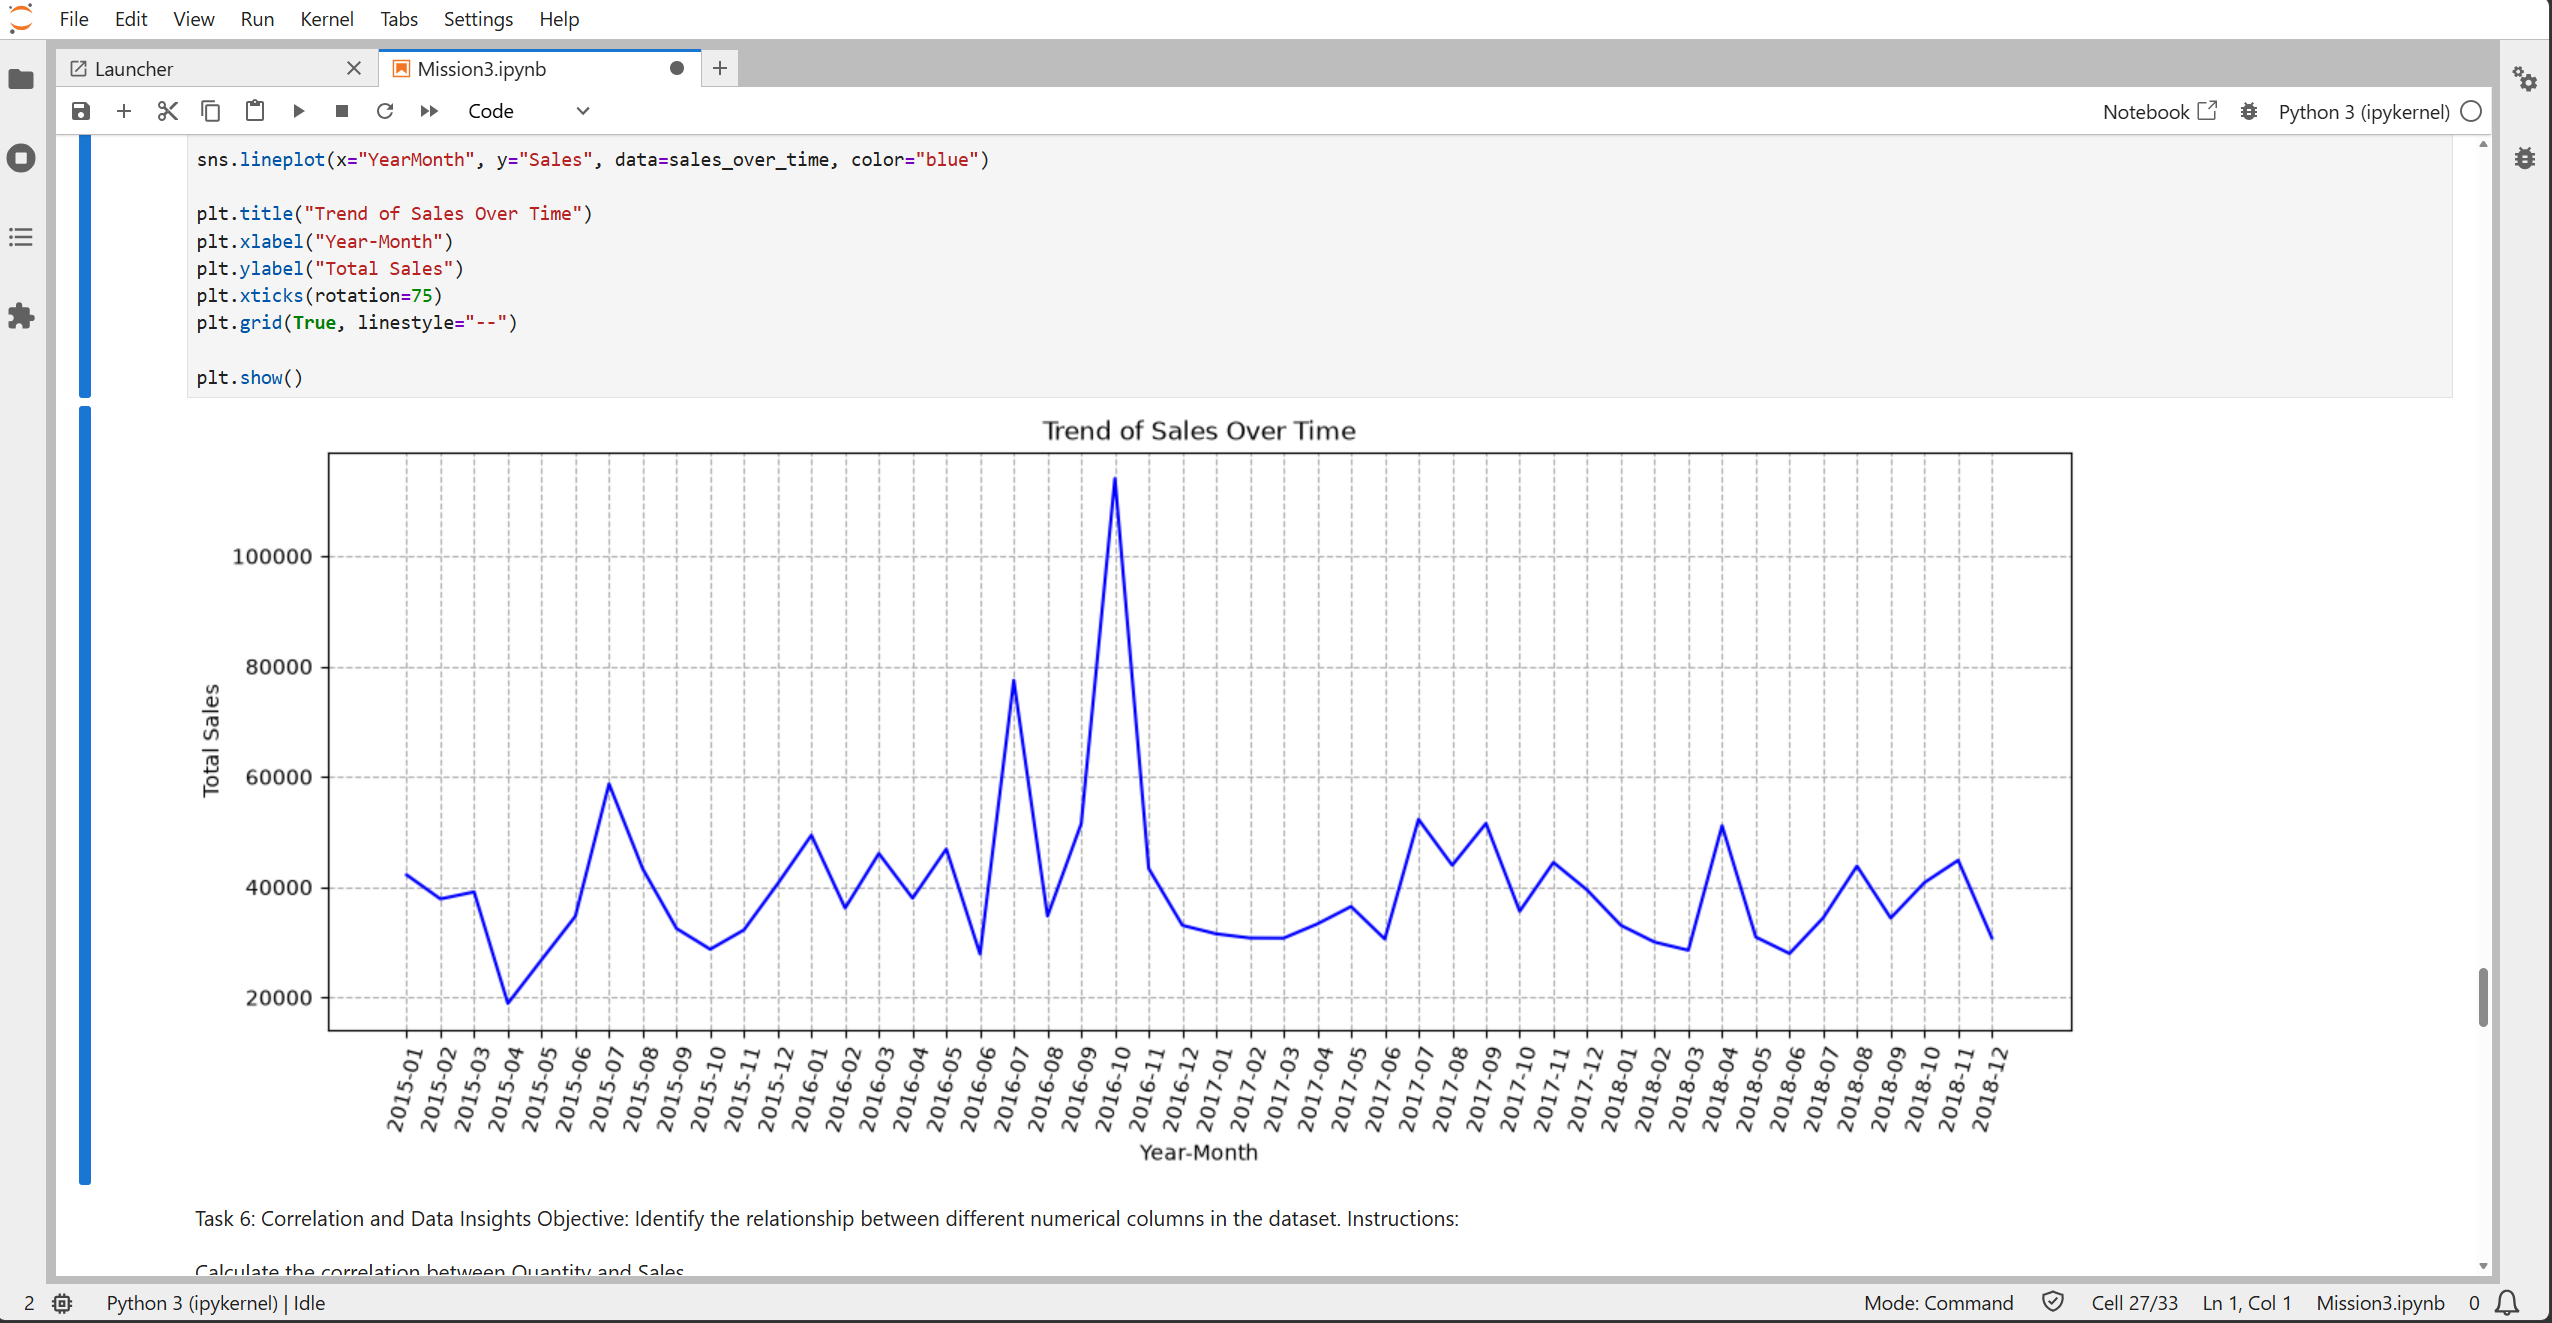 File Edit View Run Kernel Tabs Settings Help
Launcher
Mission3.ipynb
Code
Notebook
Python 3 (ipykernel)
sns.lineplot(x="YearMonth", y="Sales", data=sales_over_time, color="blue")
plt.title("Trend of Sales Over Time")
plt.xlabel("Year-Month")
plt.ylabel("Total Sales")
plt.xticks(rotation=75)
plt.grid(True, linestyle="--")
plt.show()
Trend of Sales Over Time
100000
80000
60000
40000
20000
Total Sales
2015-01
2015-02
2015-03
2015-04
2015-05
2015-06
2015-07
2015-08
2015-09
2015-10
2015-11
2015-12
2016-01
2016-02
2016-03
2016-04
2016-05
2016-06
2016-07
2016-08
2016-09
2016-10
2016-11
2016-12
2017-01
2017-02
2017-03
2017-04
2017-05
2017-06
2017-07
2017-08
2017-09
2017-10
2017-11
2017-12
2018-01
2018-02
2018-03
2018-04
2018-05
2018-06
2018-07
2018-08
2018-09
2018-10
2018-11
2018-12
Year-Month
Task 6: Correlation and Data Insights Objective: Identify the relationship between different numerical columns in the dataset. Instructions:
Calculate the correlation between Quantity and Sales
2
Python 3 (ipykernel) | Idle
Mode: Command
Cell 27/33
Ln 1, Col 1
Mission3.ipynb
0